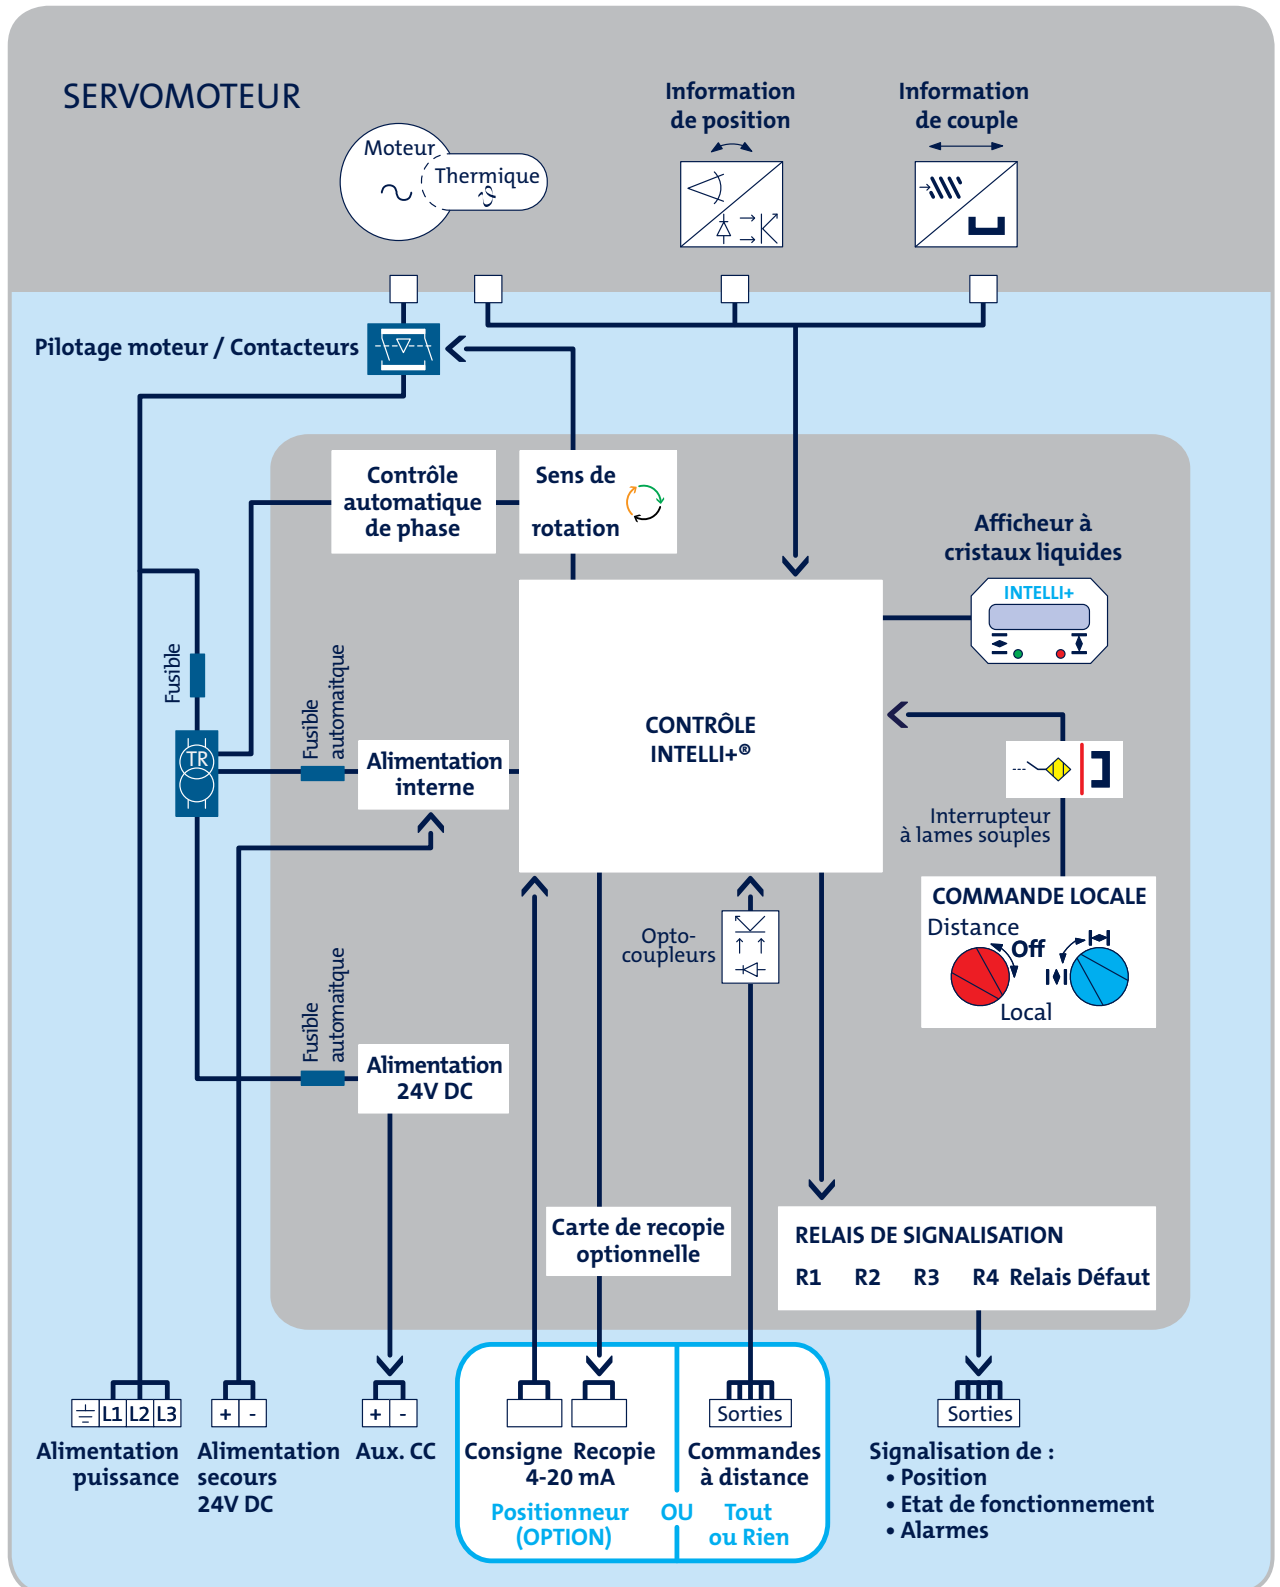 SERVOMOTEUR
Information
de position
Information
de couple
Moteur
Thermique
Pilotage moteur / Contacteurs
Contrôle
automatique
de phase
Sens de
rotation
Afficheur à
cristaux liquides
INTELLI+
Fusible
Fusible
automaitque
TR
Alimentation
interne
CONTRÔLE
INTELLI+®
Interrupteur
à lames souples
COMMANDE LOCALE
Distance
Off
Local
Opto-
coupleurs
Fusible
automaitque
Alimentation
24V DC
Carte de recopie
optionnelle
RELAIS DE SIGNALISATION
R1 R2 R3 R4 Relais Défaut
L1 L2 L3
+ -
+ -
Sorties
Sorties
Alimentation
puissance
Alimentation
secours
24V DC
Aux. CC
Consigne Recopie
4-20 mA
Positionneur
(OPTION)
OU
Commandes
à distance
Tout
ou Rien
Signalisation de :
• Position
• Etat de fonctionnement
• Alarmes